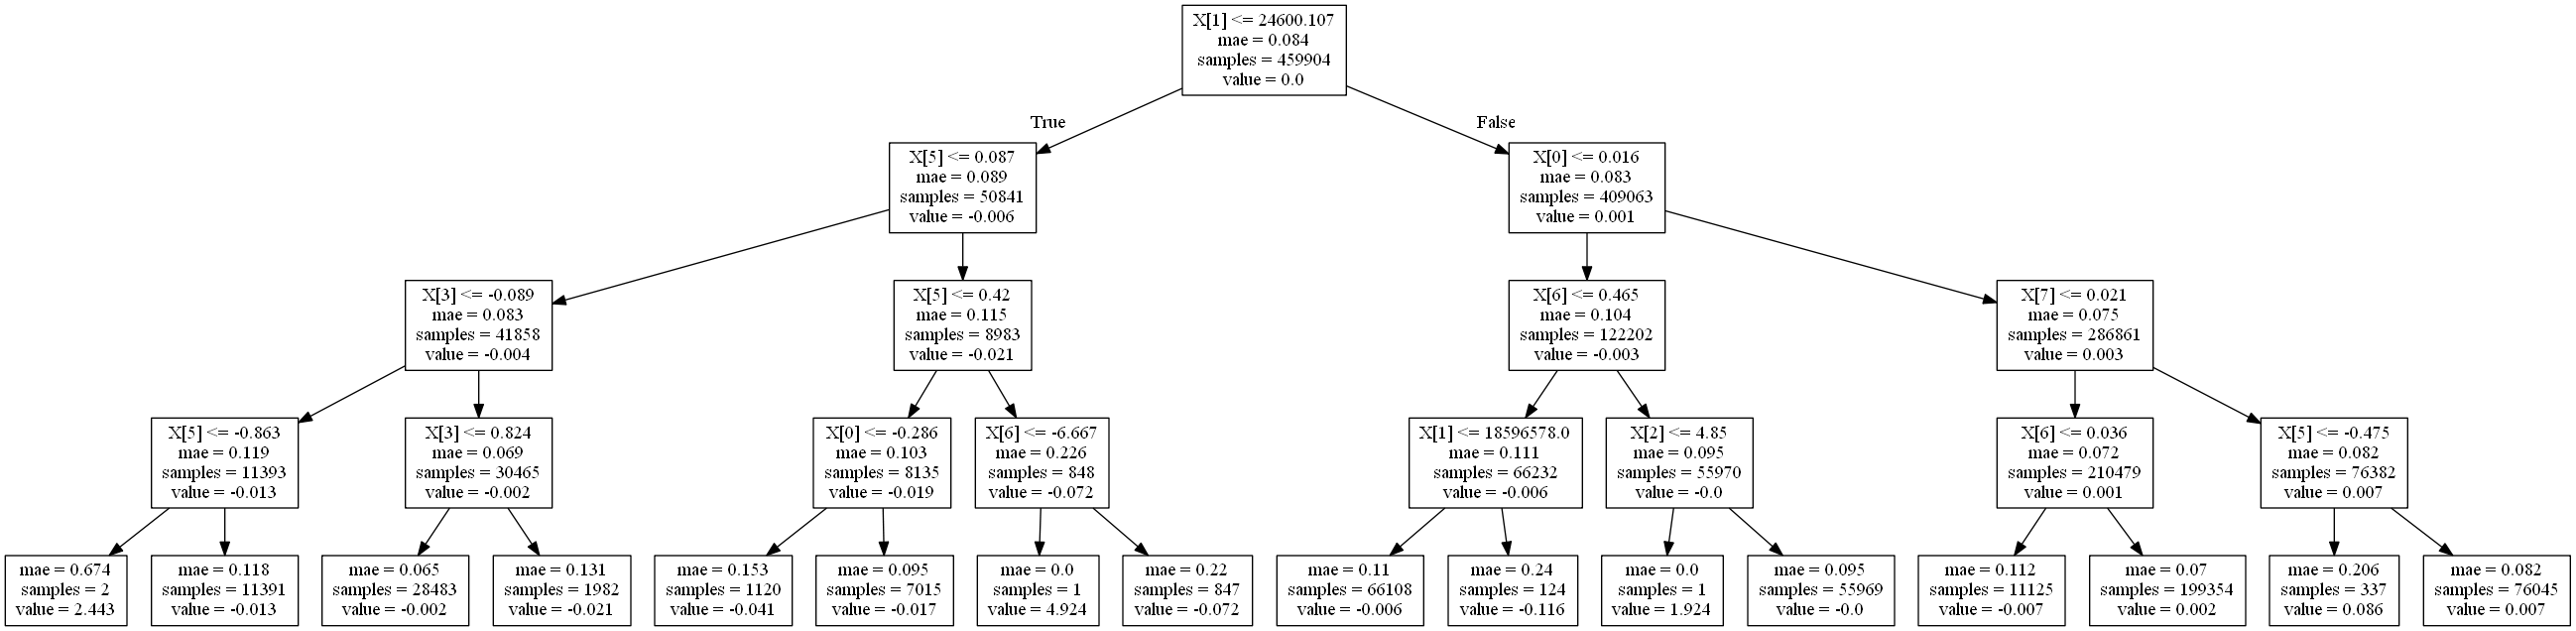 X[1] <= 24600.107
mae = 0.084
samples = 459904
value = 0.0
True
False
X[5] <= 0.087
mae = 0.089
samples = 50841
value = -0.006
X[0] <= 0.016
mae = 0.083
samples = 409063
value = 0.001
X[3] <= -0.089
mae = 0.083
samples = 41858
value = -0.004
X[5] <= 0.42
mae = 0.115
samples = 8983
value = -0.021
X[6] <= 0.465
mae = 0.104
samples = 122202
value = -0.003
X[7] <= 0.021
mae = 0.075
samples = 286861
value = 0.003
X[5] <= -0.863
mae = 0.119
samples = 11393
value = -0.013
X[3] <= 0.824
mae = 0.069
samples = 30465
value = -0.002
X[0] <= -0.286
mae = 0.103
samples = 8135
value = -0.019
X[6] <= -6.667
mae = 0.226
samples = 848
value = -0.072
X[1] <= 18596578.0
mae = 0.111
samples = 66232
value = -0.006
X[2] <= 4.85
mae = 0.095
samples = 55970
value = -0.0
X[6] <= 0.036
mae = 0.072
samples = 210479
value = 0.001
X[5] <= -0.475
mae = 0.082
samples = 76382
value = 0.007
mae = 0.674
samples = 2
value = 2.443
mae = 0.118
samples = 11391
value = -0.013
mae = 0.065
samples = 28483
value = -0.002
mae = 0.131
samples = 1982
value = -0.021
mae = 0.153
samples = 1120
value = -0.041
mae = 0.095
samples = 7015
value = -0.017
mae = 0.0
samples = 1
value = 4.924
mae = 0.22
samples = 847
value = -0.072
mae = 0.11
samples = 66108
value = -0.006
mae = 0.24
samples = 124
value = -0.116
mae = 0.0
samples = 1
value = 1.924
mae = 0.095
samples = 55969
value = -0.0
mae = 0.112
samples = 11125
value = -0.007
mae = 0.07
samples = 199354
value = 0.002
mae = 0.206
samples = 337
value = 0.086
mae = 0.082
samples = 76045
value = 0.007